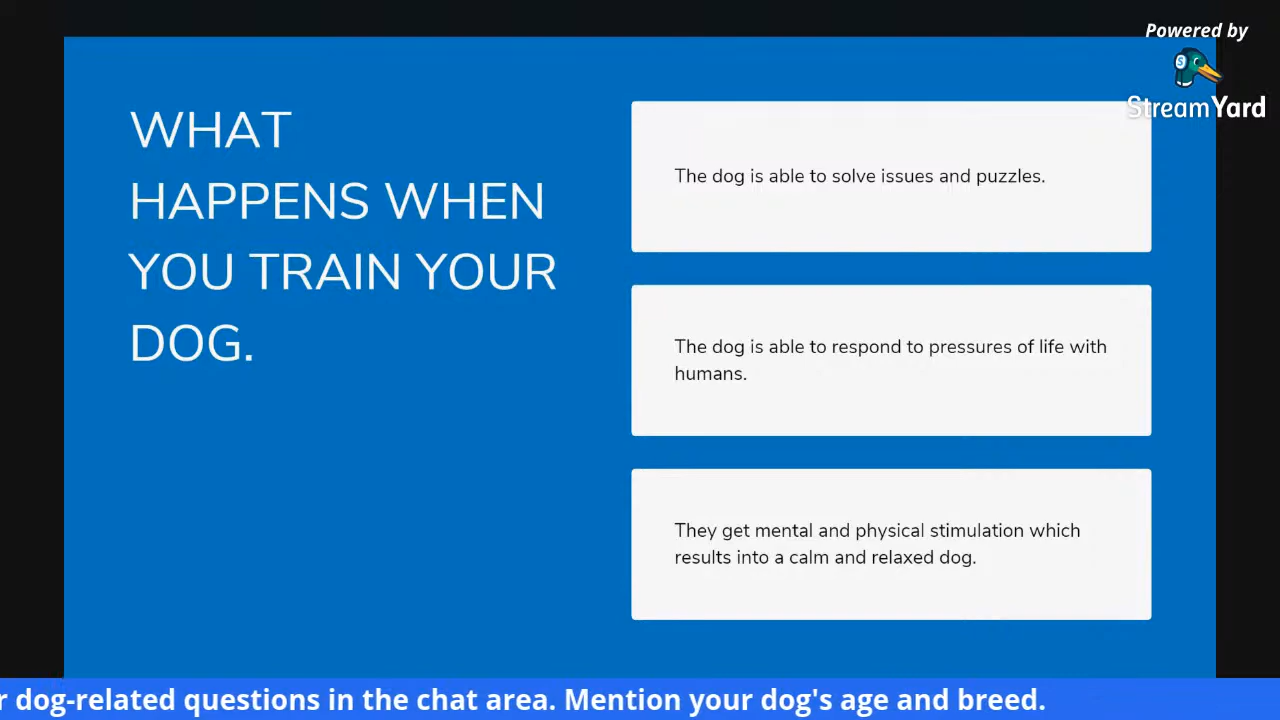 Powered by
StreamYard
WHAT
HAPPENS WHEN
YOU TRAIN YOUR
DOG.
The dog is able to solve issues and puzzles.
The dog is able to respond to pressures of life with
humans.
They get mental and physical stimulation which
results into a calm and relaxed dog.
r dog-related questions in the chat area. Mention your dog's age and breed.